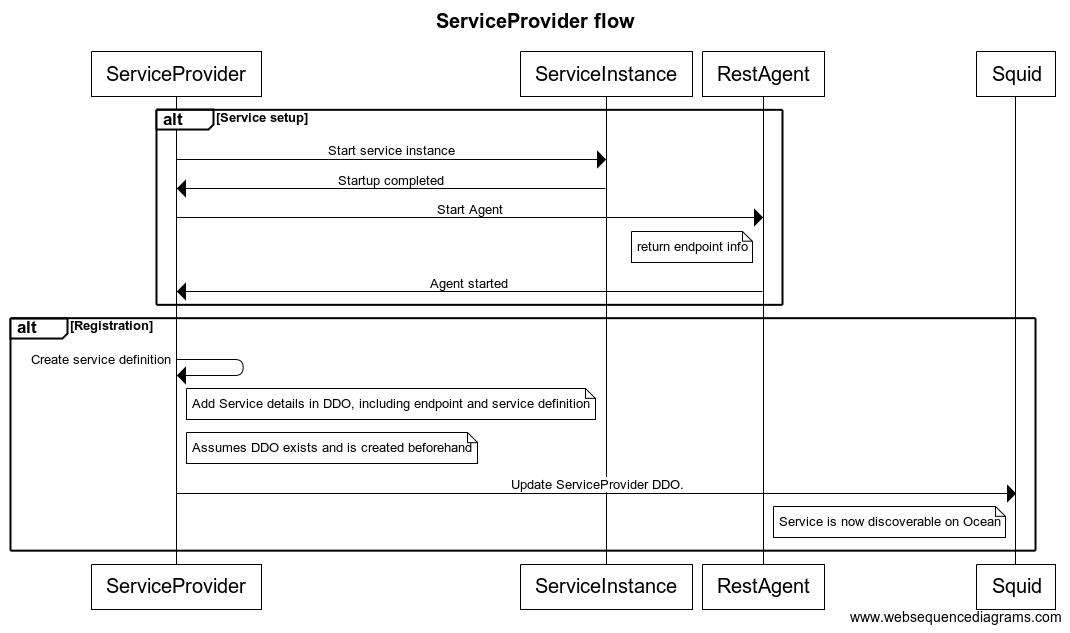 ServiceProvider flow
ServiceProvider
ServiceInstance
RestAgent
Squid
alt
[Service setup]
Start service instance
Startup completed
Start Agent
return endpoint info
Agent started
alt
[Registration]
Create service definition
Add Service details in DDO, including endpoint and service definition
Assumes DDO exists and is created beforehand
Update ServiceProvider DDO.
Service is now discoverable on Ocean
ServiceProvider
ServiceInstance
RestAgent
Squid
www.websequencediagrams.com